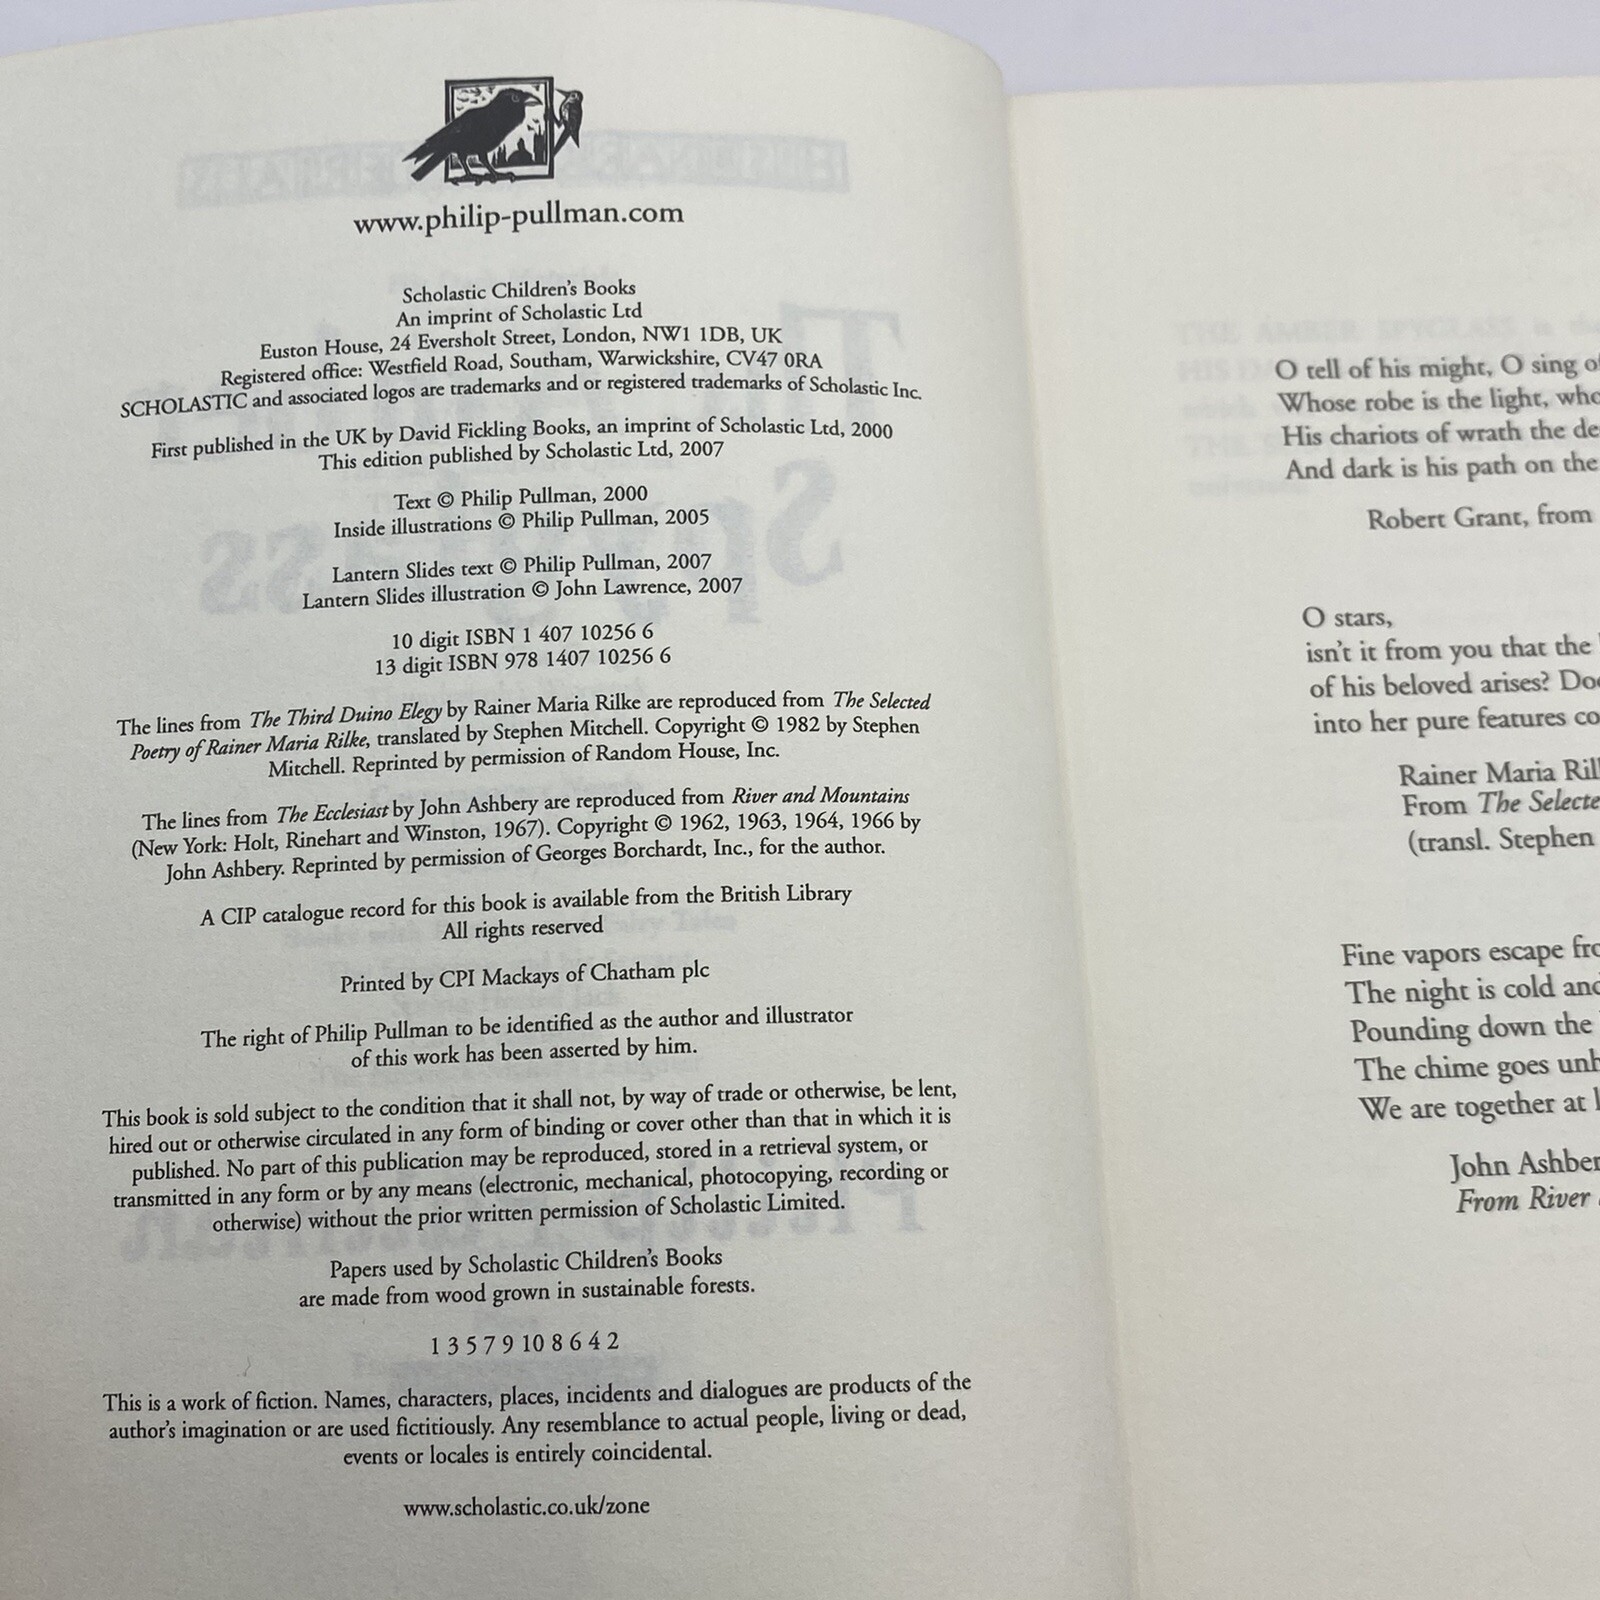 www.philip-pullman.com
Scholastic Children's Books
An imprint of Scholastic Ltd
Euston House, 24 Eversholt Street, London, NW1 1DB, UK
Registered office: Westfield Road, Southam, Warwickshire, CV47 0RA
SCHOLASTIC and associated logos are trademarks and or registered trademarks of Scholastic Inc.
First published in the UK by David Fickling Books, an imprint of Scholastic Ltd, 2000
This edition published by Scholastic Ltd, 2007
Text © Philip Pullman, 2000
Inside illustrations © Philip Pullman, 2005
Lantern Slides text © Philip Pullman, 2007
Lantern Slides illustration © John Lawrence, 2007
10 digit ISBN 1 407 10256 6
13 digit ISBN 978 1407 10256 6
The lines from The Third Duino Elegy by Rainer Maria Rilke are reproduced from The Selected
Poetry of Rainer Maria Rilke, translated by Stephen Mitchell. Copyright © 1982 by Stephen
Mitchell. Reprinted by permission of Random House, Inc.
The lines from The Ecclesiast by John Ashbery are reproduced from River and Mountains
(New York: Holt, Rinehart and Winston, 1967). Copyright © 1962, 1963, 1964, 1966 by
John Ashbery. Reprinted by permission of Georges Borchardt, Inc., for the author.
A CIP catalogue record for this book is available from the British Library
All rights reserved
Printed by CPI Mackays of Chatham plc
The right of Philip Pullman to be identified as the author and illustrator
of this work has been asserted by him.
This book is sold subject to the condition that it shall not, by way of trade or otherwise, be lent,
hired out or otherwise circulated in any form of binding or cover other than that in which it is
published. No part of this publication may be reproduced, stored in a retrieval system, or
transmitted in any form or by any means (electronic, mechanical, photocopying, recording or
otherwise) without the prior written permission of Scholastic Limited.
Papers used by Scholastic Children's Books
are made from wood grown in sustainable forests.
1 3 5 7 9 10 8 6 4 2
This is a work of fiction. Names, characters, places, incidents and dialogues are products of the
author's imagination or are used fictitiously. Any resemblance to actual people, living or dead,
events or locales is entirely coincidental.
www.scholastic.co.uk/zone
O tell of his might, O sing of
Whose robe is the light, who
His chariots of wrath the de
And dark is his path on the
Robert Grant, from
O stars,
isn't it from you that the
of his beloved arises? Doe
into her pure features co
Rainer Maria Ril
From The Selecte
(transl. Stephen
Fine vapors escape fro
The night is cold and
Pounding down the
The chime goes unh
We are together at l
John Ashber
From River